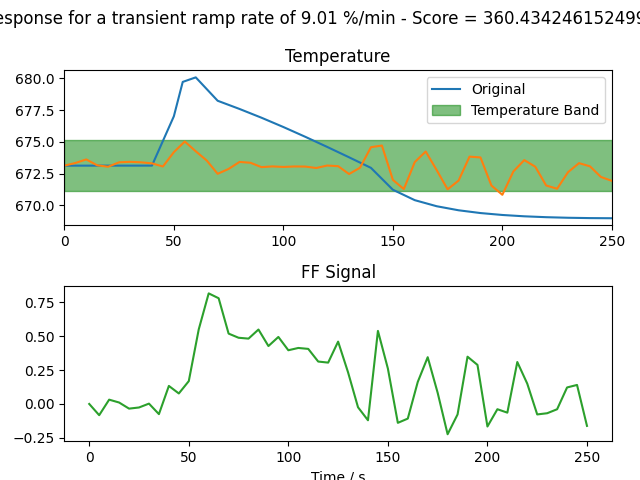 esponse for a transient ramp rate of 9.01 %/min - Score = 360.434246152499
Temperature
680.0
677.5
675.0
672.5
670.0
Original
Temperature Band
0 50 100 150 200 250
FF Signal
0.75
0.50
0.25
0.00
−0.25
0 50 100 150 200 250
Time / s